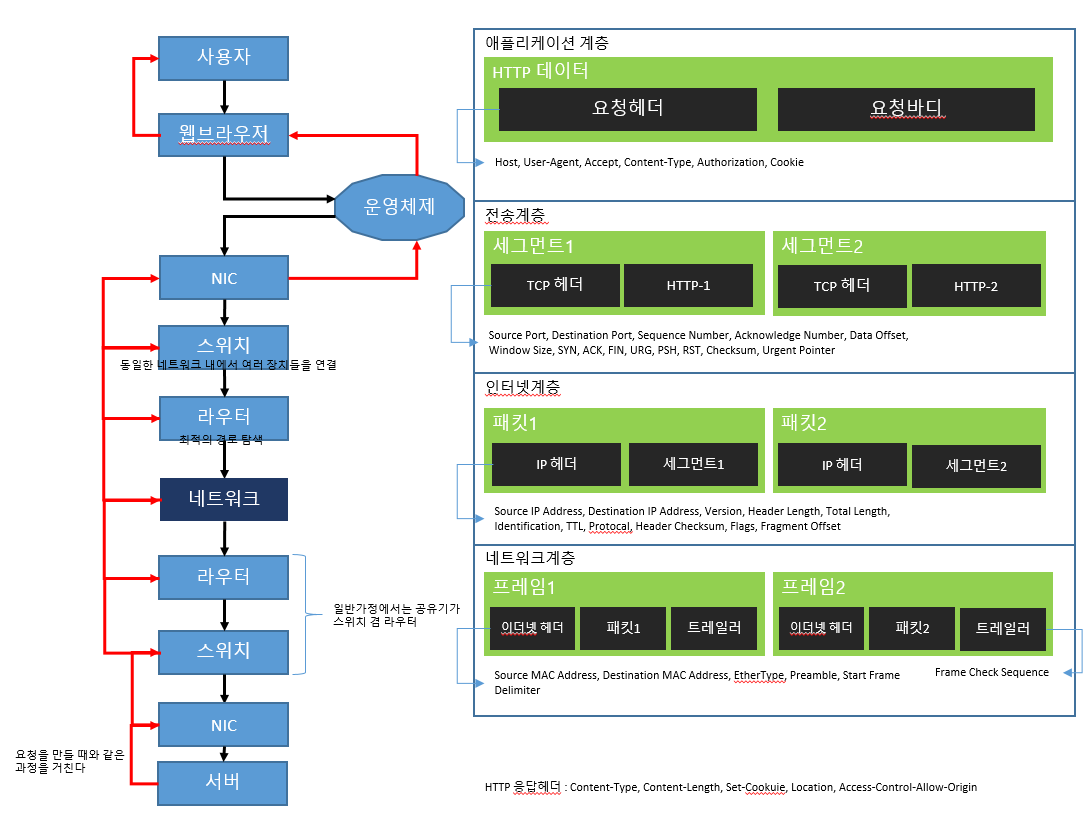 사용자
웹브라우저
운영체제
NIC
스위치
동일한 네트워크 내에서 여러 장치들을 연결
라우터
최적의 경로 탐색
네트워크
라우터
일반가정에서는 공유기가
스위치 겸 라우터
스위치
NIC
요청을 만들 때와 같은
과정을 거친다
서버
애플리케이션 계층
HTTP 데이터
요청헤더
요청바디
Host, User-Agent, Accept, Content-Type, Authorization, Cookie
전송계층
세그먼트1
세그먼트2
TCP 헤더
HTTP-1
TCP 헤더
HTTP-2
Source Port, Destination Port, Sequence Number, Acknowledge Number, Data Offset,
Window Size, SYN, ACK, FIN, URG, PSH, RST, Checksum, Urgent Pointer
인터넷계층
패킷1
패킷2
IP 헤더
세그먼트1
IP 헤더
세그먼트2
Source IP Address, Destination IP Address, Version, Header Length, Total Length,
Identification, TTL, Protocal, Header Checksum, Flags, Fragment Offset
네트워크계층
프레임1
프레임2
이더넷 헤더
패킷1
트레일러
이더넷 헤더
패킷2
트레일러
Source MAC Address, Destination MAC Address, EtherType, Preamble, Start Frame
Delimiter
Frame Check Sequence
HTTP 응답헤더 : Content-Type, Content-Length, Set-Cookuie, Location, Access-Control-Allow-Origin